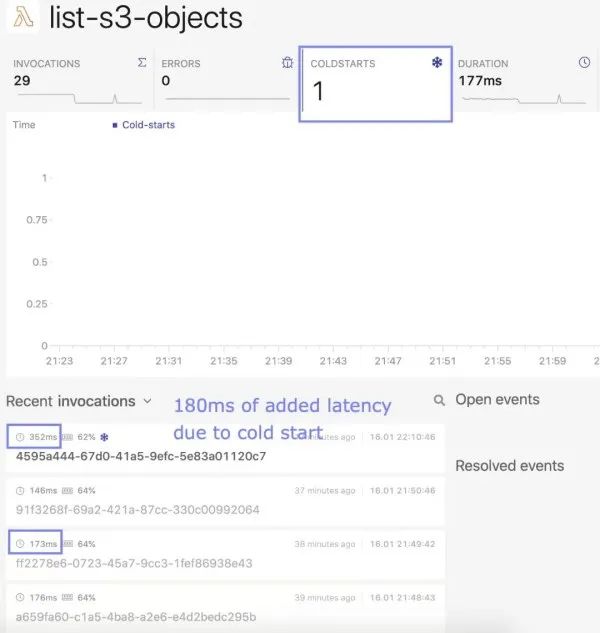 list-s3-objects
INVOCATIONS
29
ERRORS
0
COLDSTARTS
1
DURATION
177ms
Time
Cold-starts
1
0.75
0.5
0.25
0
21:23 21:27 21:31 21:35 21:39 21:43 21:47 21:51 21:55 21:59 2
Recent invocations
180ms of added latency
due to cold start
Open events
Resolved events
352ms 62% minutes ago 16.01 22:10:46
4595a444-67d0-41a5-9efc-5e83a01120c7
146ms 64% 37 minutes ago 16.01 21:50:46
91f3268f-69a2-421a-87cc-330c00992064
173ms 64% 38 minutes ago 16.01 21:49:42
ff2278e6-0723-45a7-9cc3-1fef86938e43
176ms 64% 39 minutes ago 16.01 21:48:43
a659fa60-c1a5-4ba8-a2e6-e4d2bedc295b